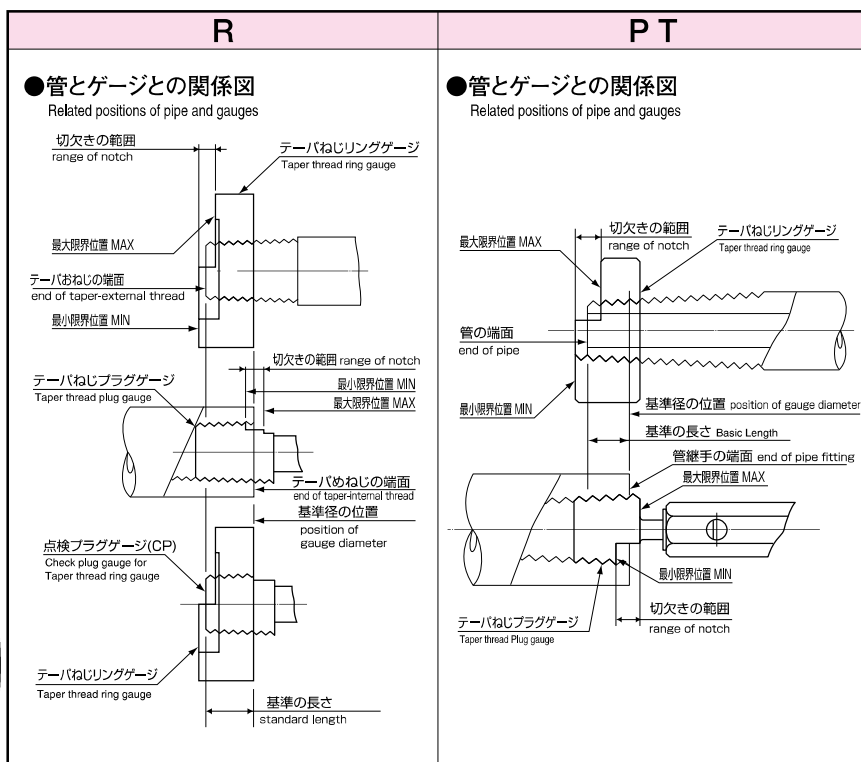 R
●管とゲージとの関係図
Related positions of pipe and gauges
切欠きの範囲
range of notch
テーパねじリングゲージ
Taper thread ring gauge
最大限界位置 MAX
テーパおねじの端面
end of taper-external thread
最小限界位置 MIN
切欠きの範囲 range of notch
テーパねじプラグゲージ
Taper thread plug gauge
最小限界位置 MIN
最大限界位置 MAX
テーパめねじの端面
end of taper-internal thread
基準径の位置
position of
gauge diameter
点検プラグゲージ(CP)
Check plug gauge for
Taper thread ring gauge
テーパねじリングゲージ
Taper thread ring gauge
基準の長さ
standard length
PT
●管とゲージとの関係図
Related positions of pipe and gauges
切欠きの範囲
range of notch
最大限界位置 MAX
テーパねじリングゲージ
Taper thread ring gauge
管の端面
end of pipe
最小限界位置 MIN
基準径の位置 position of gauge diameter
基準の長さ Basic Length
管継手の端面 end of pipe fitting
最大限界位置 MAX
最小限界位置 MIN
テーパねじプラグゲージ
Taper thread Plug gauge
切欠きの範囲
range of notch